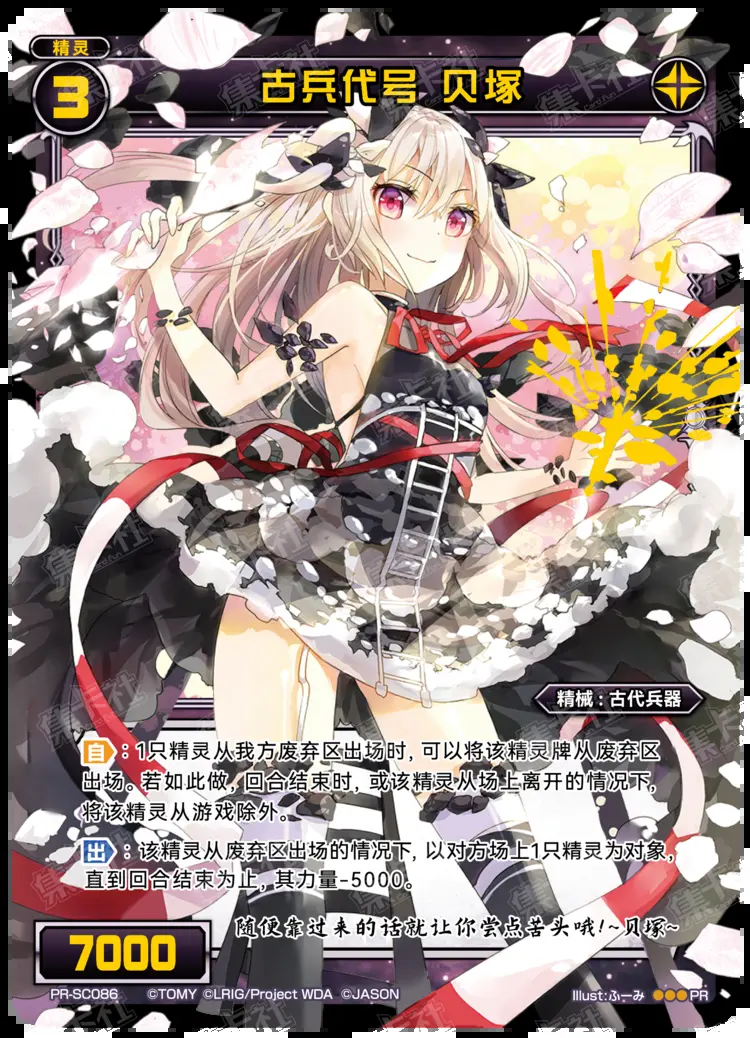 精灵
3
古兵代号 贝塚
精械:古代兵器
自:1只精灵从我方废弃区出场时, 可以将该精灵牌从废弃区
出场。若如此做, 回合结束时, 或该精灵从场上离开的情况下,
将该精灵从游戏除外。
出:该精灵从废弃区出场的情况下, 以对方场上1只精灵为对象,
直到回合结束为止, 其力量-5000。
随便靠过来的话就让你尝点苦头哦!~贝塚~
7000
PR-SC086 ©TOMY ©LRIG/Project WDA ©JASON
Illust:ふーみ PR
集卡社